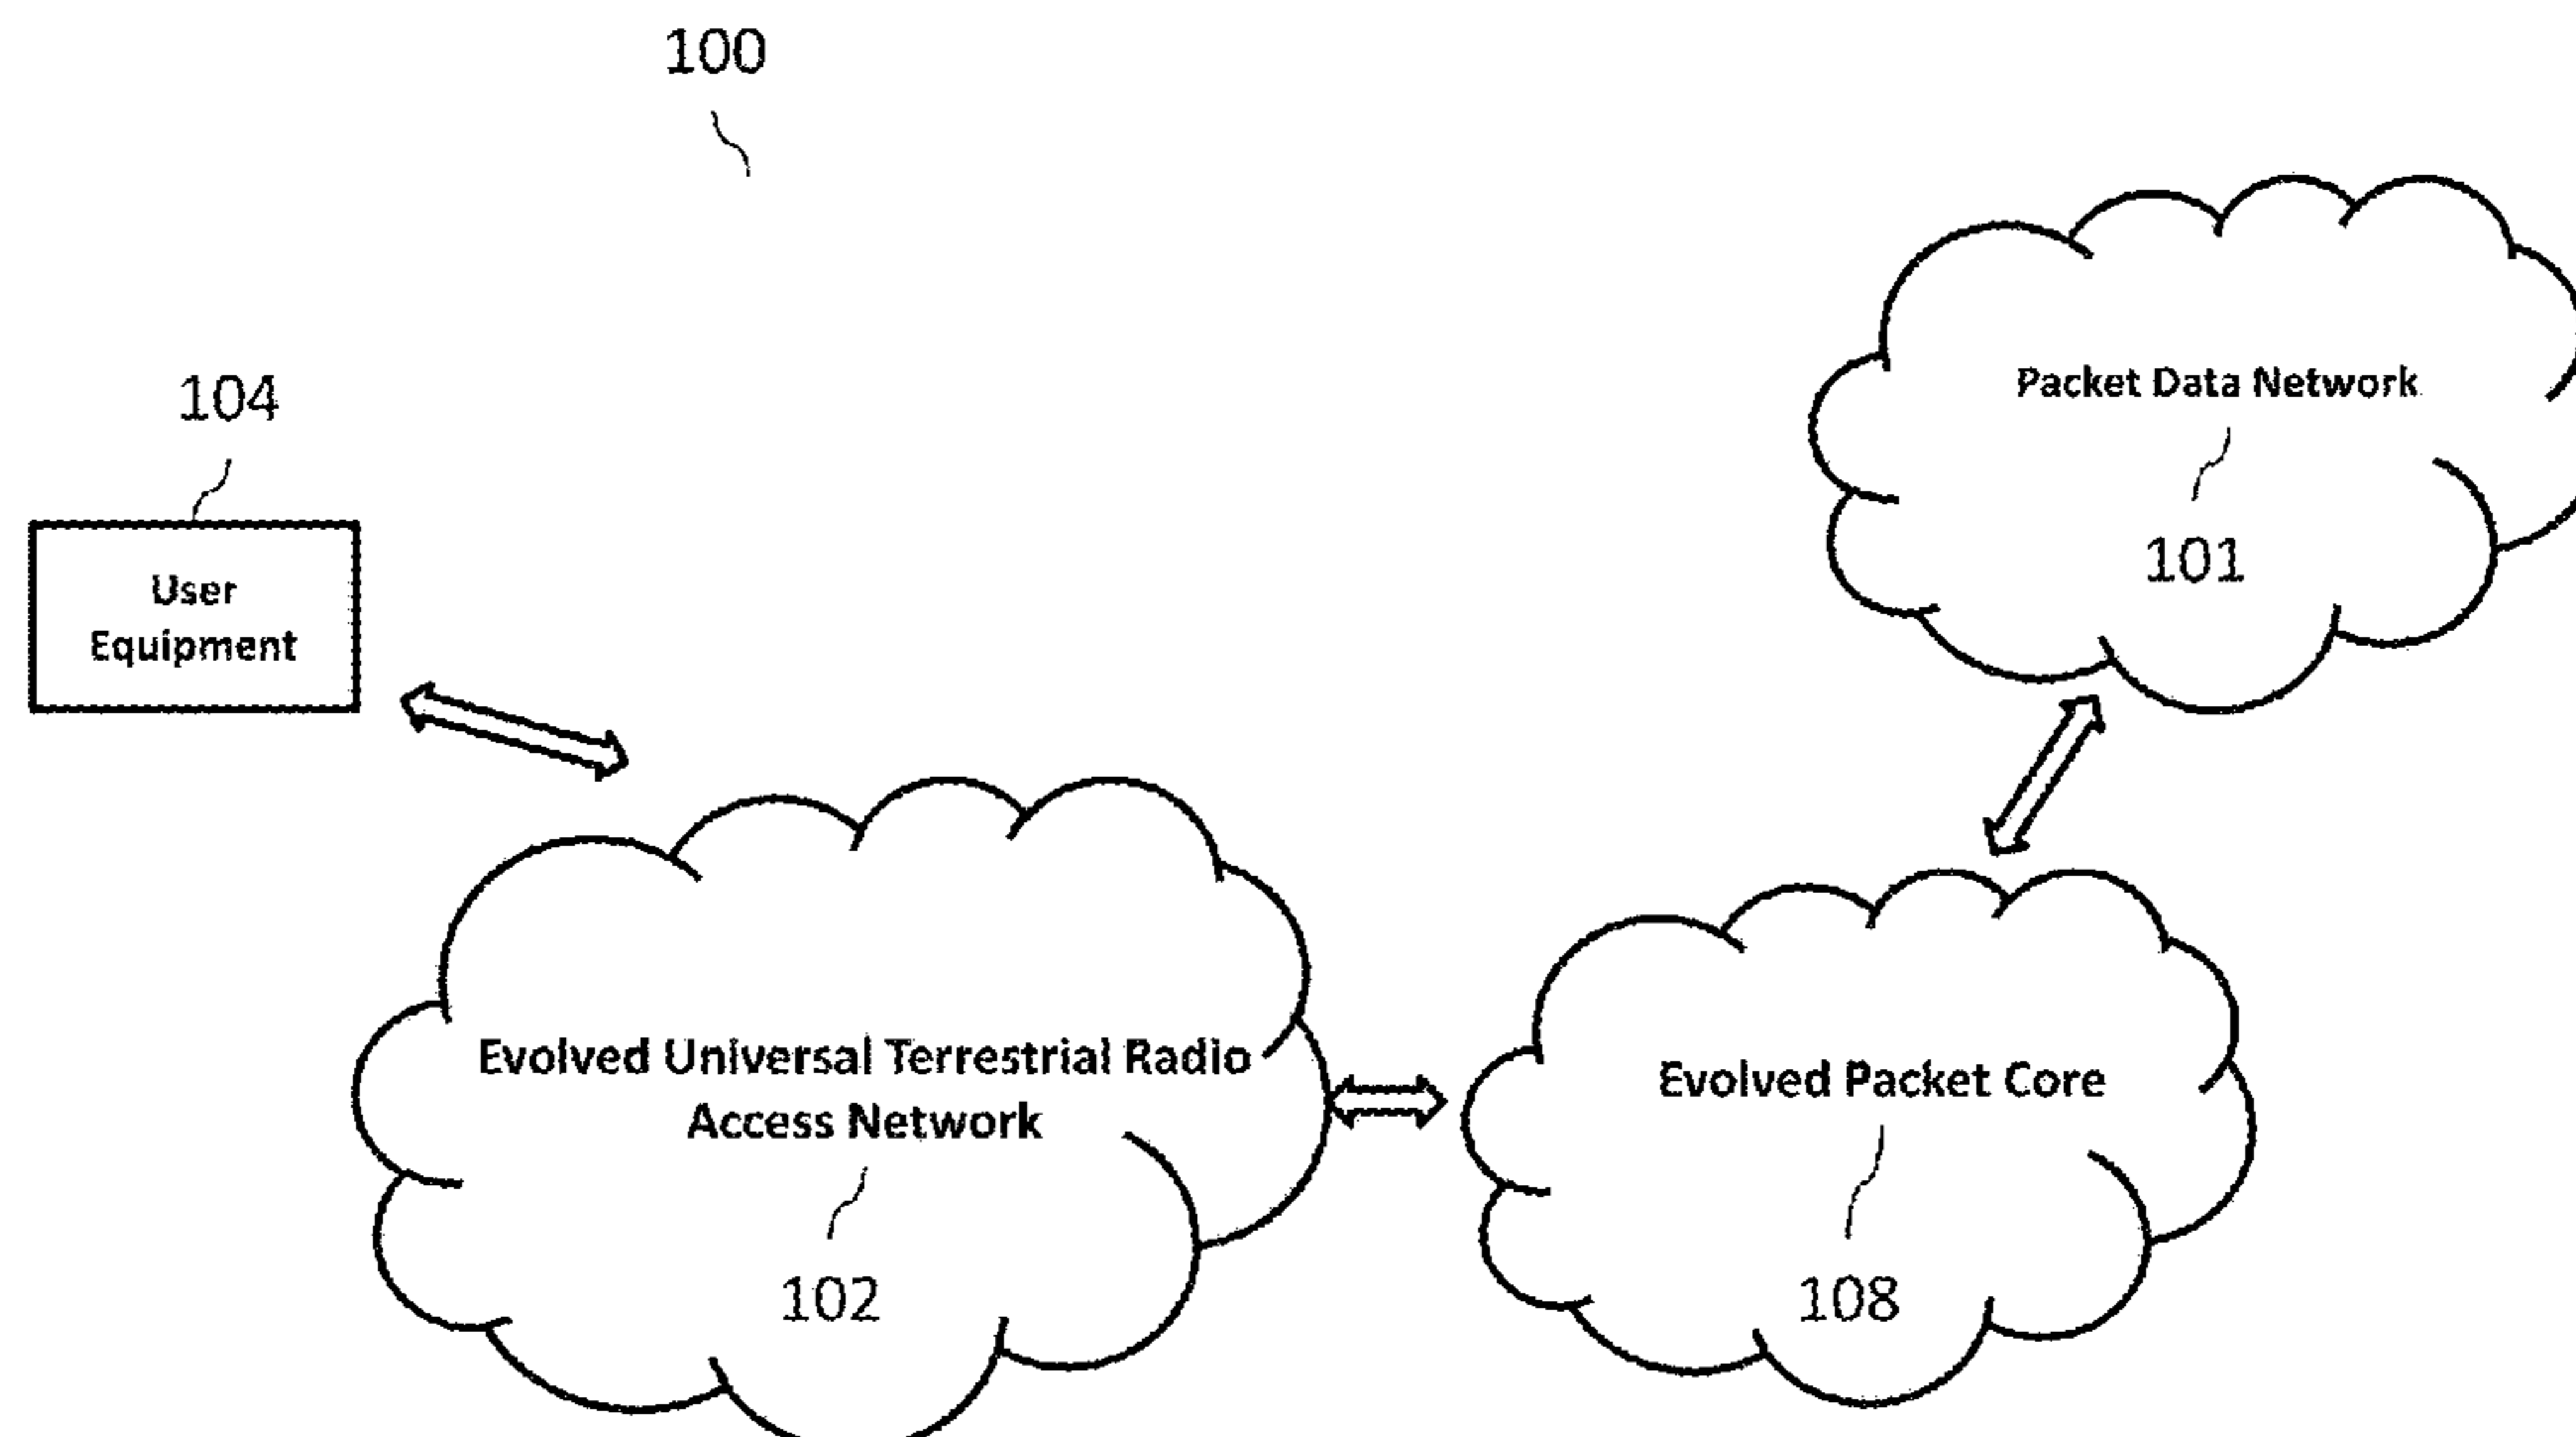 100
104
User
Equipment
Packet Data Network
101
Evolved Universal Terrestrial Radio
Access Network
102
Evolved Packet Core
108